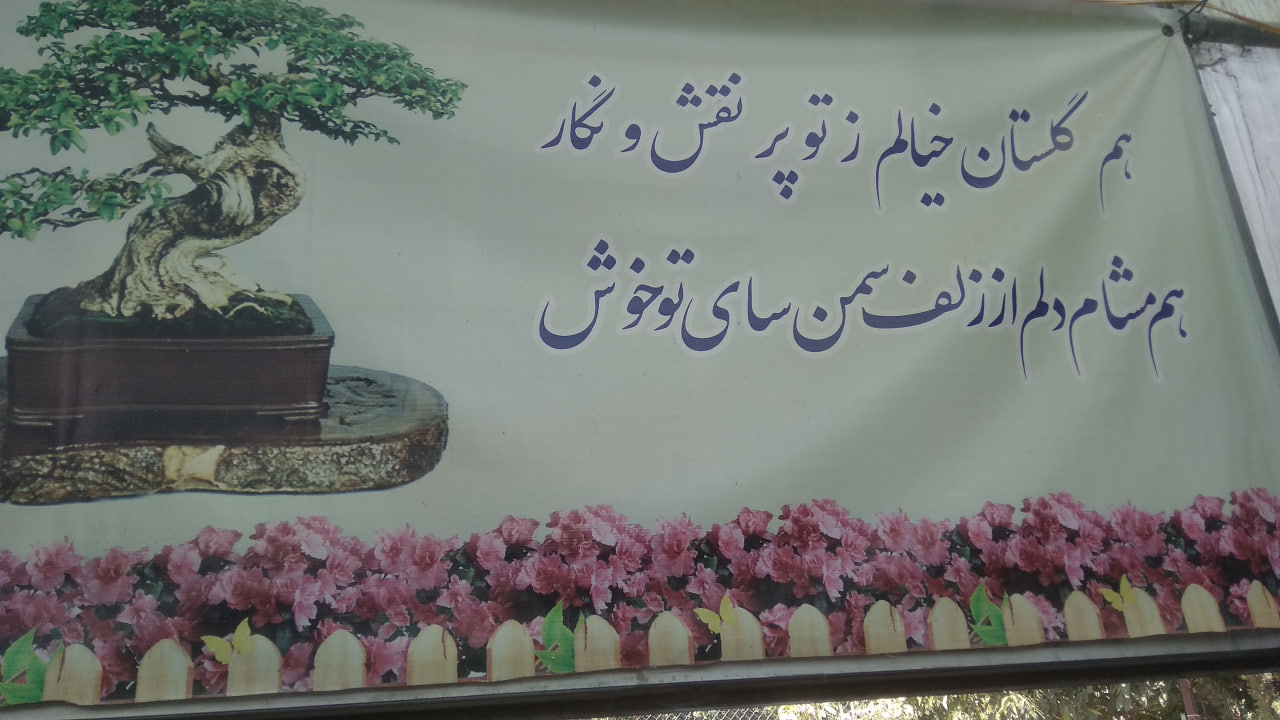 هم گلستان خیالم ز تو پر نقش و نگار
هم مشام دلم از زلف سمن سای تو خوش